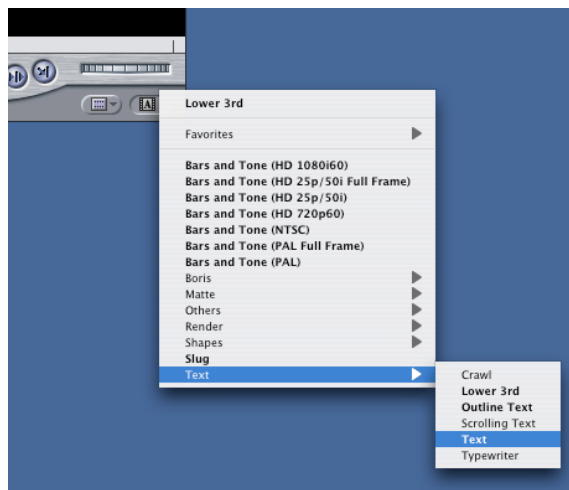 A
Lower 3rd
Favorites
Bars and Tone (HD 1080i60)
Bars and Tone (HD 25p/50i Full Frame)
Bars and Tone (HD 25p/50i)
Bars and Tone (HD 720p60)
Bars and Tone (NTSC)
Bars and Tone (PAL Full Frame)
Bars and Tone (PAL)
Boris
Matte
Others
Render
Shapes
Slug
Text
Crawl
Lower 3rd
Outline Text
Scrolling Text
Text
Typewriter